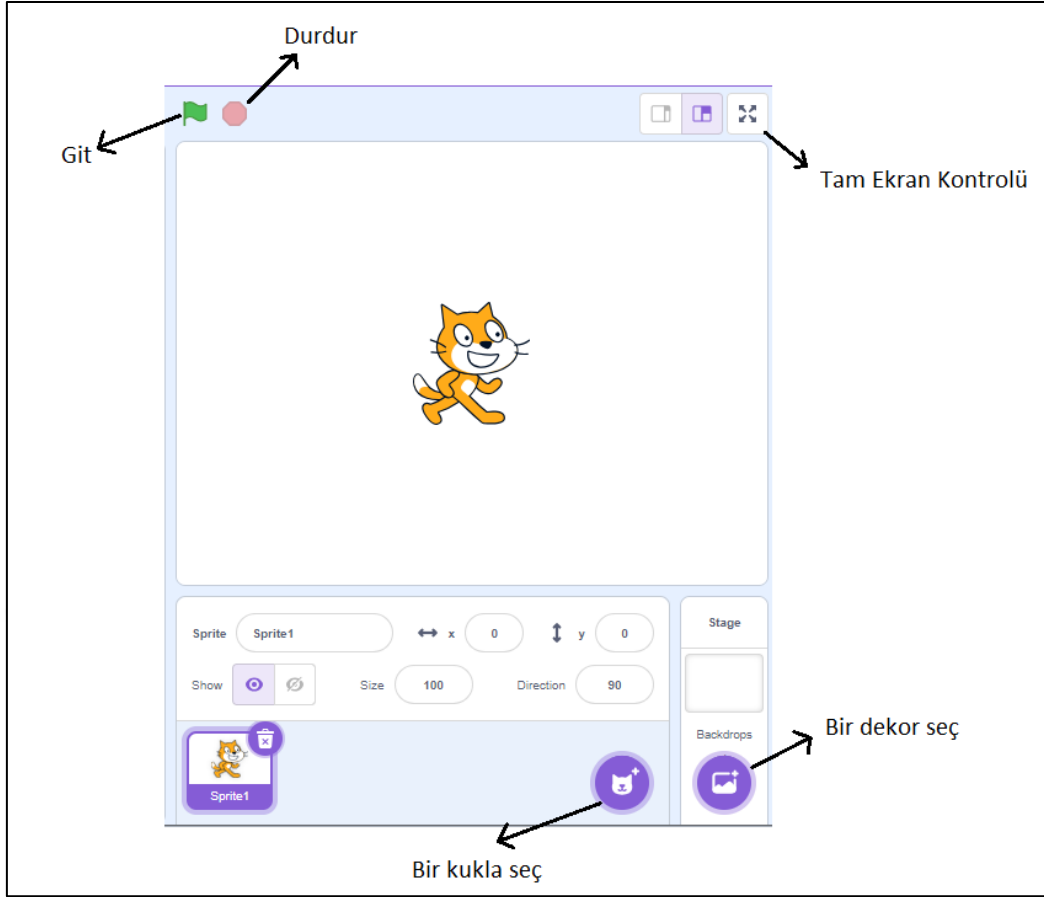 Durdur
Git
Tam Ekran Kontrolü
Sprite Sprite1 x 0 y 0
Stage
Show Size 100 Direction 90
Backdrops
Bir dekor seç
Sprite1
Bir kukla seç